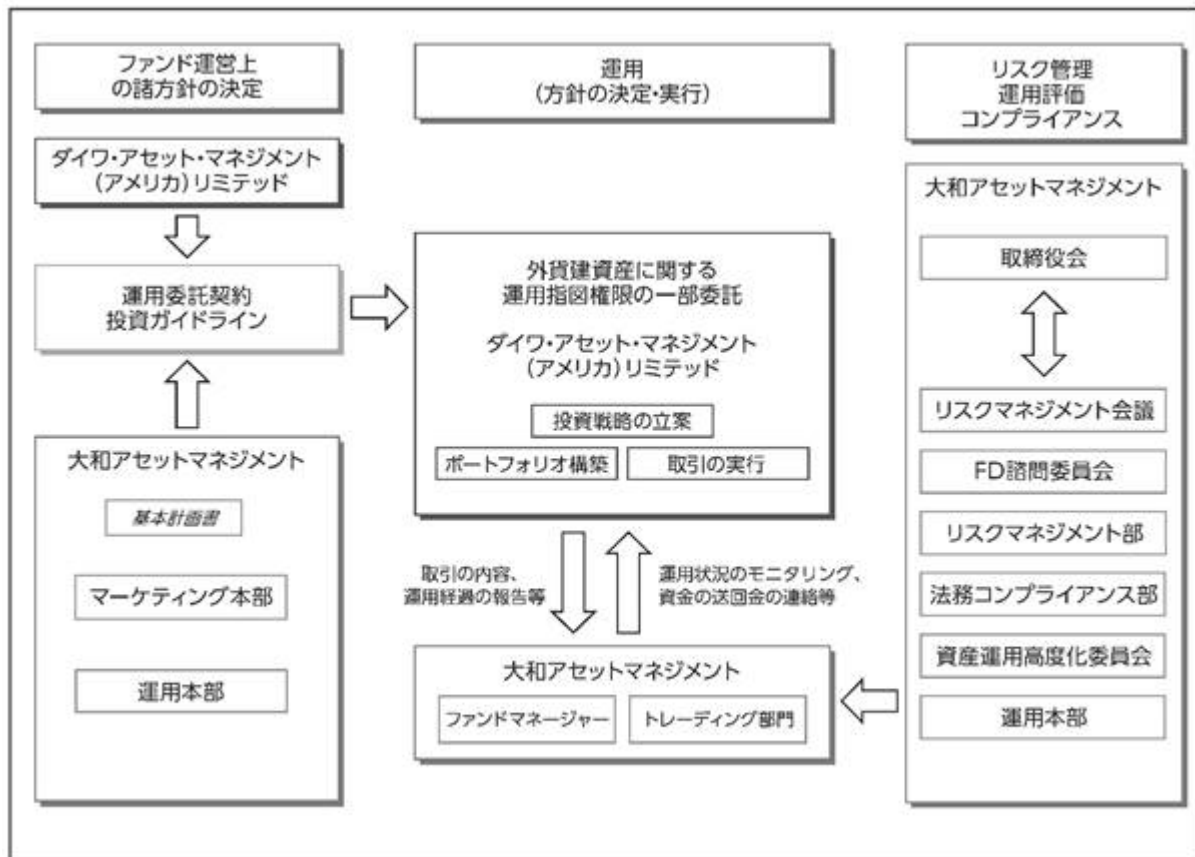 ファンド運営上
の諸方針の決定
ダイワ・アセット・マネジメント
(アメリカ)リミテッド
運用委託契約
投資ガイドライン
大和アセットマネジメント
基本計画書
マーケティング本部
運用本部
運用
(方針の決定・実行)
外貨建資産に関する
運用指図権限の一部委託
ダイワ・アセット・マネジメント
(アメリカ)リミテッド
投資戦略の立案
ポートフォリオ構築
取引の実行
取引の内容、
運用経過の報告等
運用状況のモニタリング、
資金の送回金の連絡等
大和アセットマネジメント
ファンドマネージャー
トレーディング部門
リスク管理
運用評価
コンプライアンス
大和アセットマネジメント
取締役会
リスクマネジメント会議
FD諮問委員会
リスクマネジメント部
法務コンプライアンス部
資産運用高度化委員会
運用本部